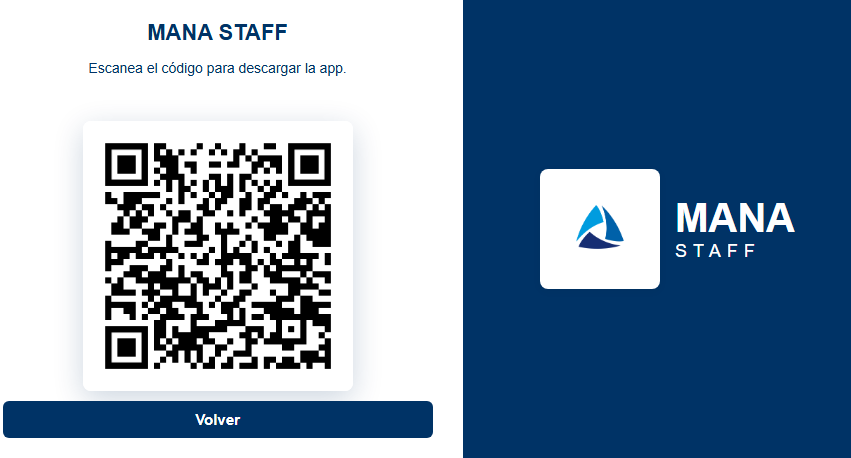 MANA STAFF
Escanea el código para descargar la app.
Volver
MANA
STAFF